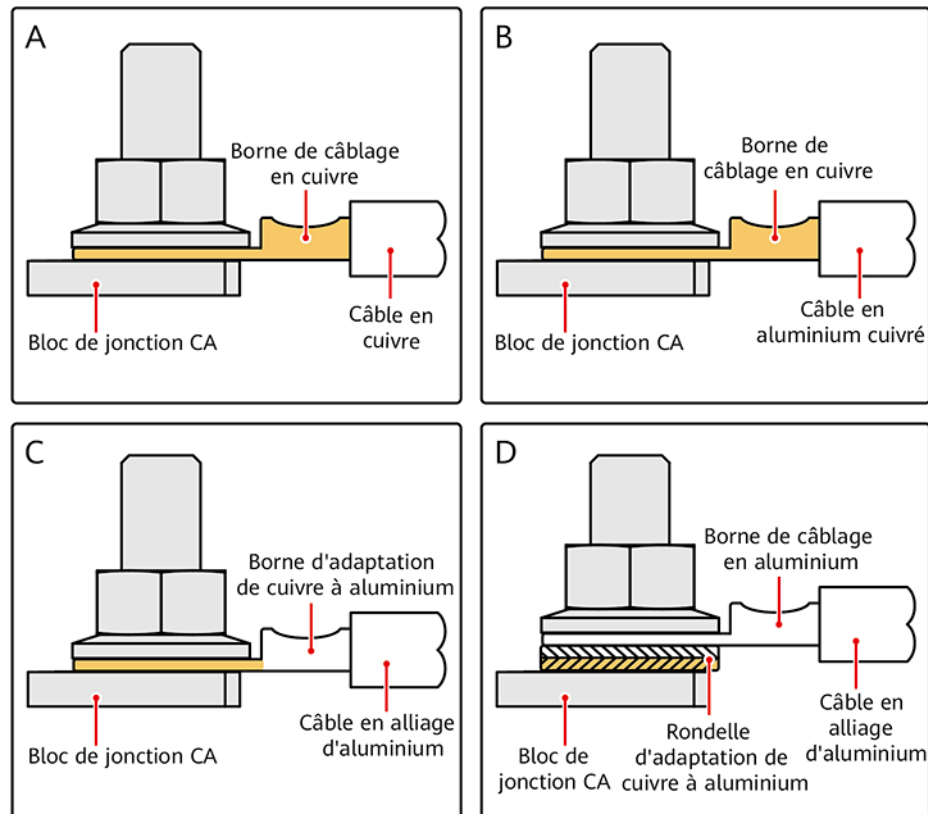 A
Borne de câblage
en cuivre
Câble en
cuivre
Bloc de jonction CA
B
Borne de
câblage en cuivre
Câble en
aluminium cuivré
Bloc de jonction CA
C
Borne d'adaptation
de cuivre à aluminium
Câble en alliage
d'aluminium
Bloc de jonction CA
D
Borne de câblage
en aluminium
Câble en
alliage
d'aluminium
Rondelle
d'adaptation de
cuivre à aluminium
Bloc de
jonction CA